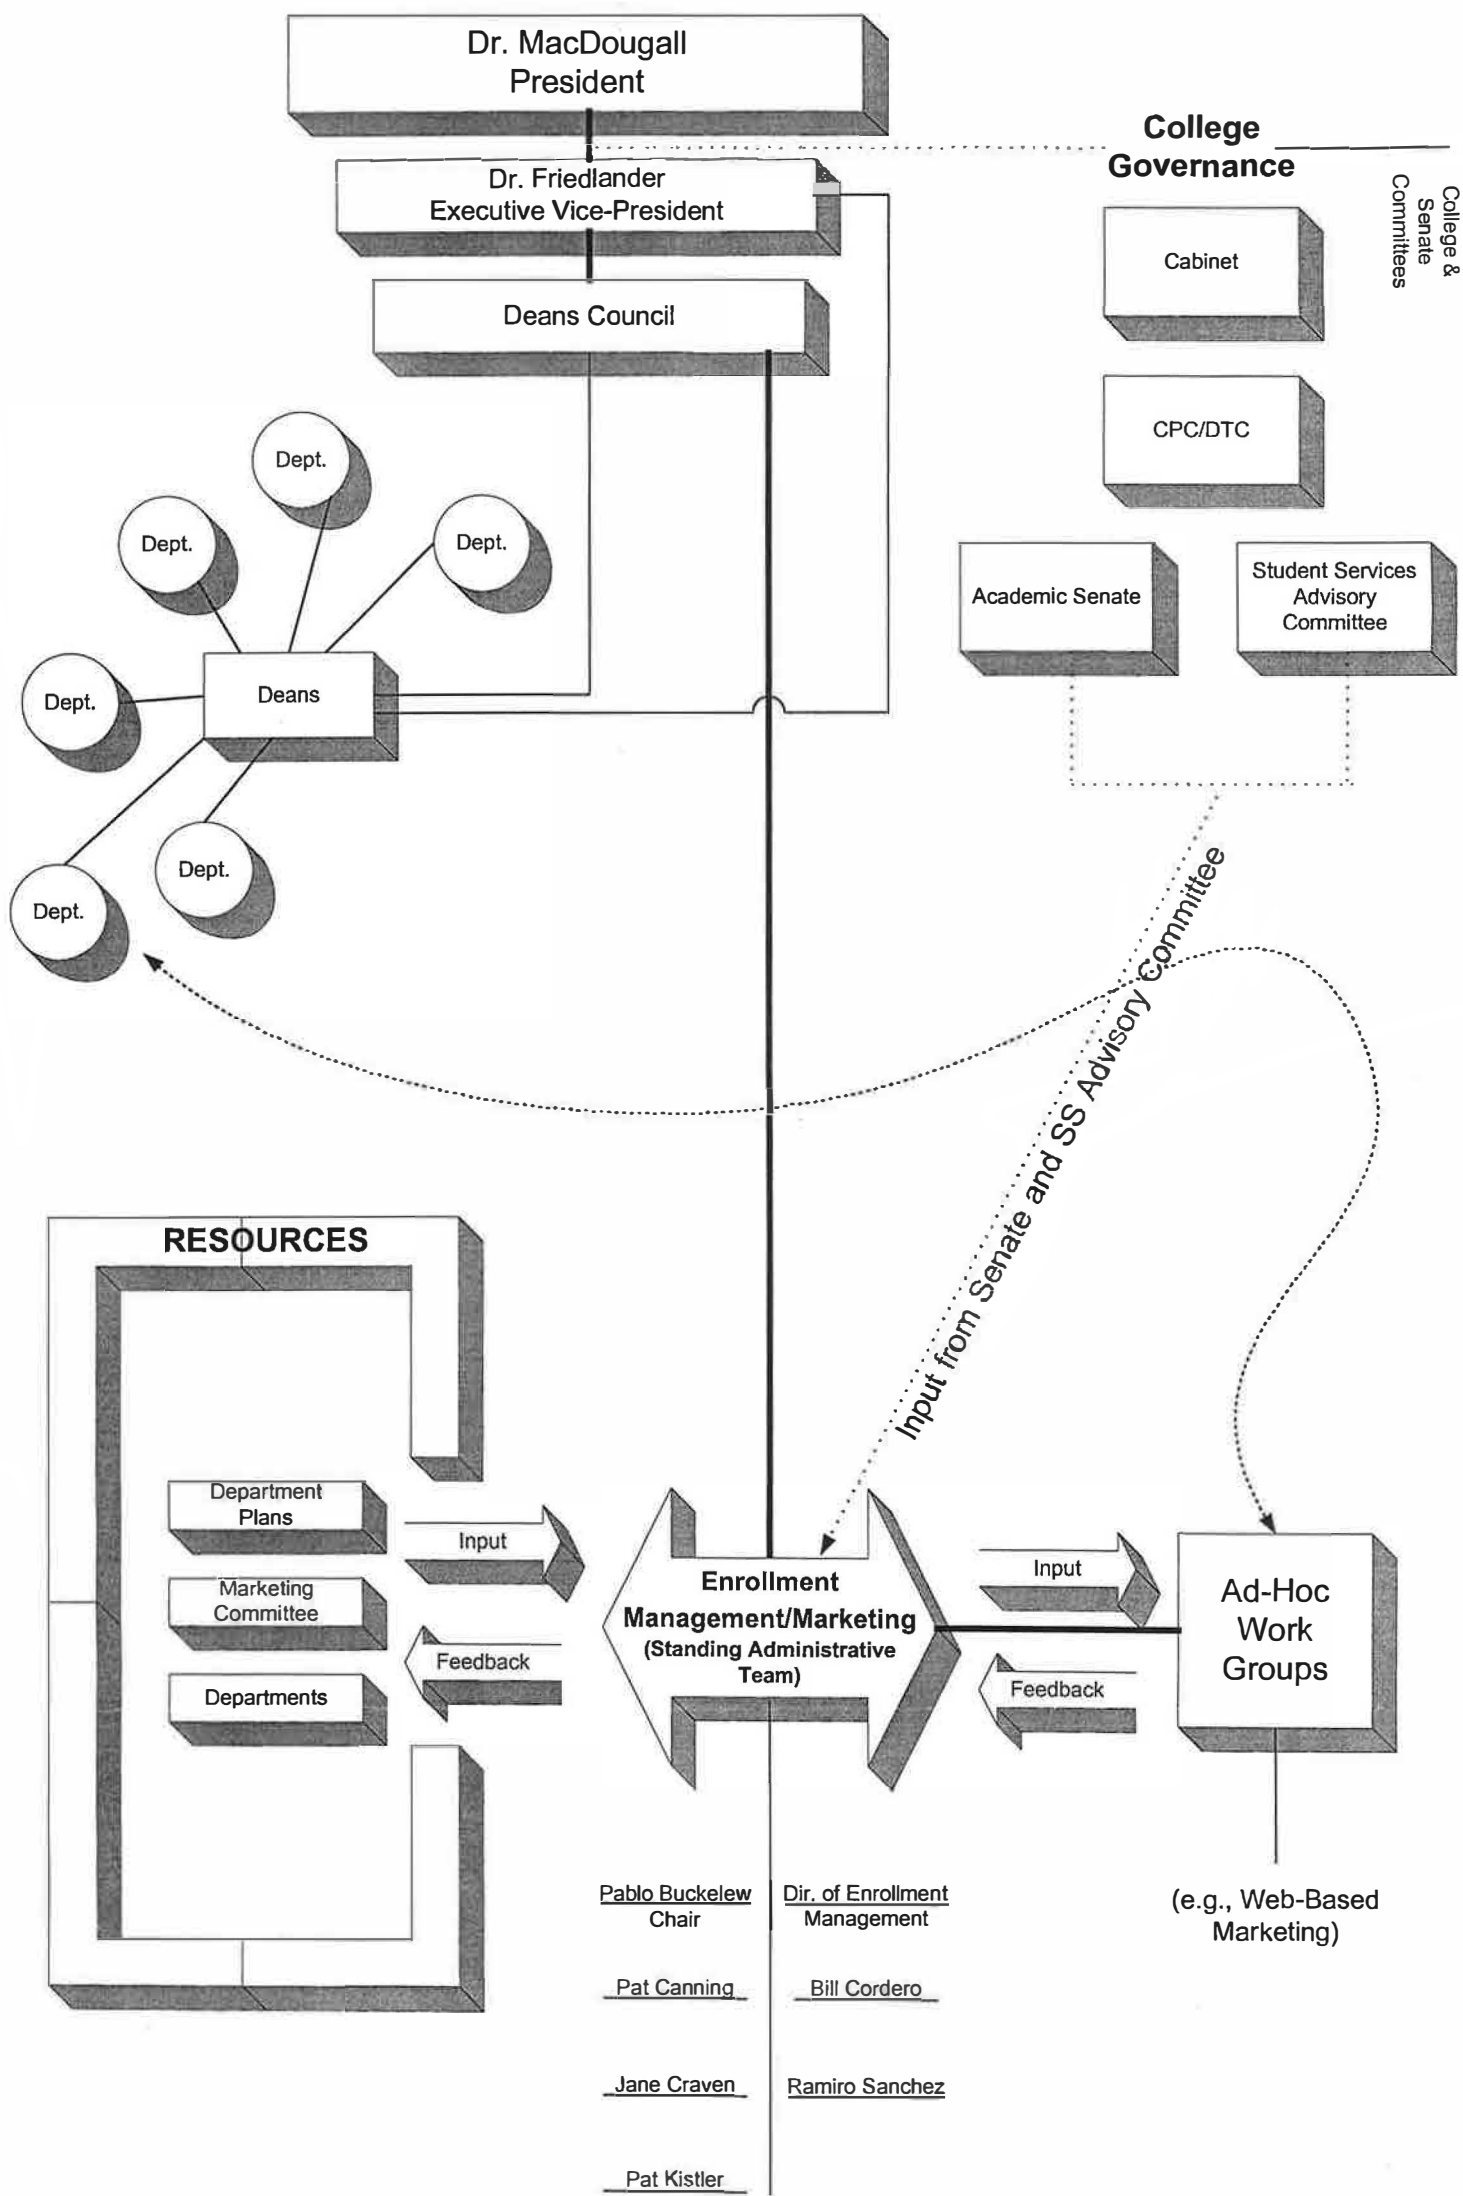 Dr. MacDougall
President
College
Governance
College &
Senate
Committees
Dr. Friedlander
Executive Vice-President
Cabinet
Deans Council
CPC/DTC
Dept.
Dept.
Dept.
Academic Senate
Student Services
Advisory
Committee
Dept.
Deans
Dept.
Dept.
Input from Senate and SS Advisory Committee
RESOURCES
Department
Plans
Marketing
Committee
Departments
Input
Feedback
Enrollment
Management/Marketing
(Standing Administrative
Team)
Input
Feedback
Ad-Hoc
Work
Groups
(e.g., Web-Based
Marketing)
Pablo Buckelew
Chair
Dir. of Enrollment
Management
Pat Canning
Bill Cordero
Jane Craven
Ramiro Sanchez
Pat Kistler